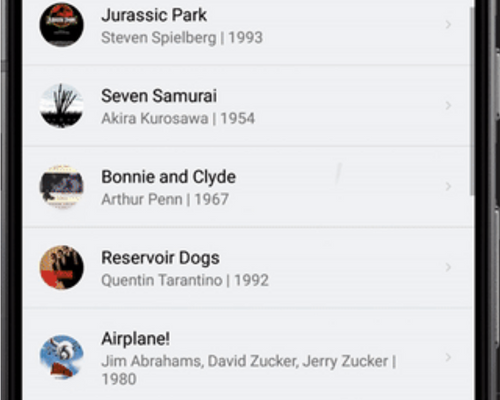 Jurassic Park
Steven Spielberg | 1993
Seven Samurai
Akira Kurosawa | 1954
Bonnie and Clyde
Arthur Penn | 1967
Reservoir Dogs
Quentin Tarantino | 1992
Airplane!
Jim Abrahams, David Zucker, Jerry Zucker |
1980